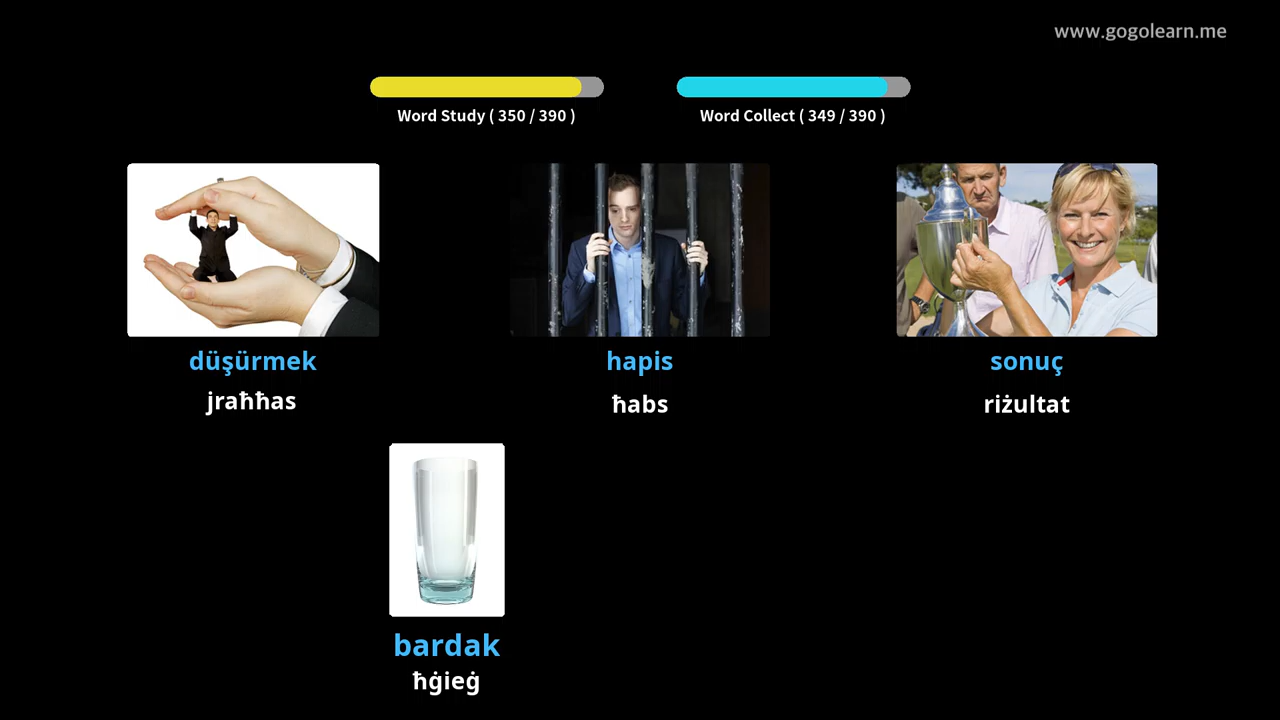 www.gogolearn.me
Word Study ( 350 / 390 )
Word Collect ( 349 / 390 )
düşürmek
jraħħas
hapis
ħabs
sonuç
riżultat
bardak
ħġieġ